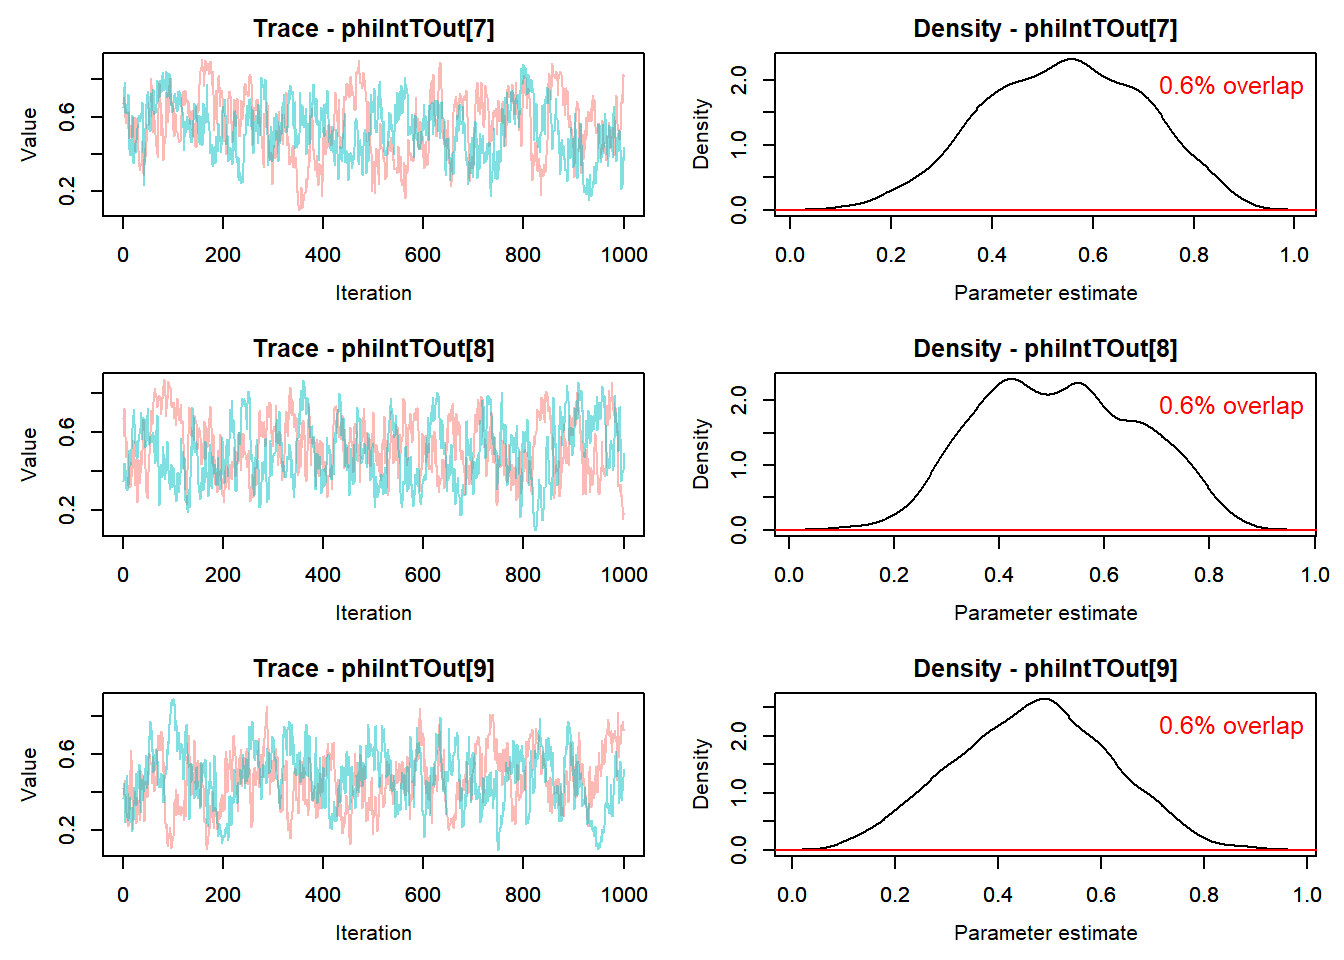 Trace - phiIntTOut[7]
Value
0.6
0.2
0 200 400 600 800 1000
Iteration
Density - phiIntTOut[7]
0.6% overlap
Density
2.0
1.0
0.0
0.0 0.2 0.4 0.6 0.8 1.0
Parameter estimate
Trace - phiIntTOut[8]
Value
0.6
0.2
0 200 400 600 800 1000
Iteration
Density - phiIntTOut[8]
0.6% overlap
Density
2.0
1.0
0.0
0.0 0.2 0.4 0.6 0.8 1.0
Parameter estimate
Trace - phiIntTOut[9]
Value
0.6
0.2
0 200 400 600 800 1000
Iteration
Density - phiIntTOut[9]
0.6% overlap
Density
2.0
1.0
0.0
0.0 0.2 0.4 0.6 0.8 1.0
Parameter estimate